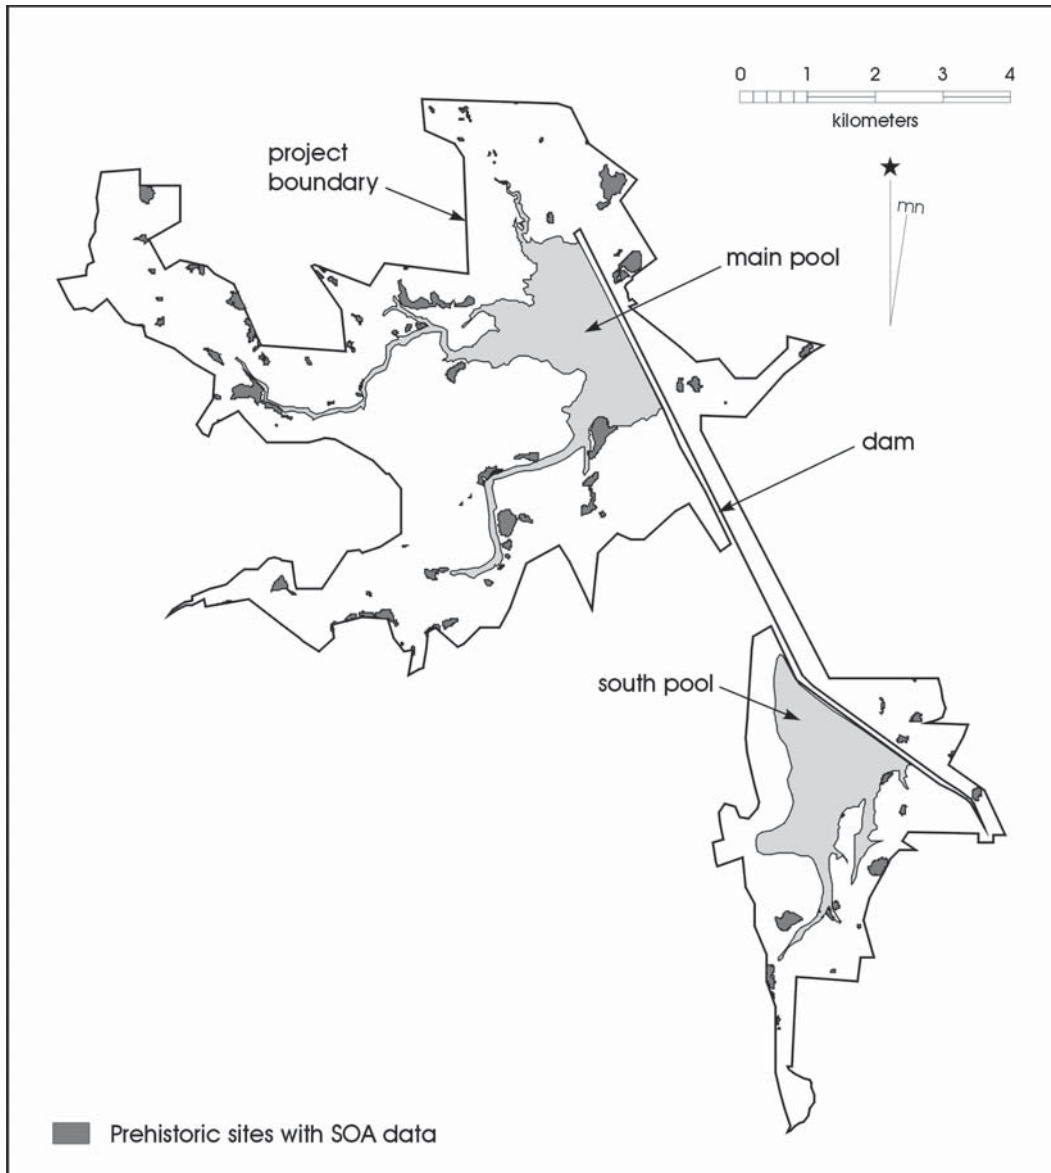 0 1 2 3 4
kilometers
project
boundary
mn
main pool
dam
south pool
Prehistoric sites with SOA data